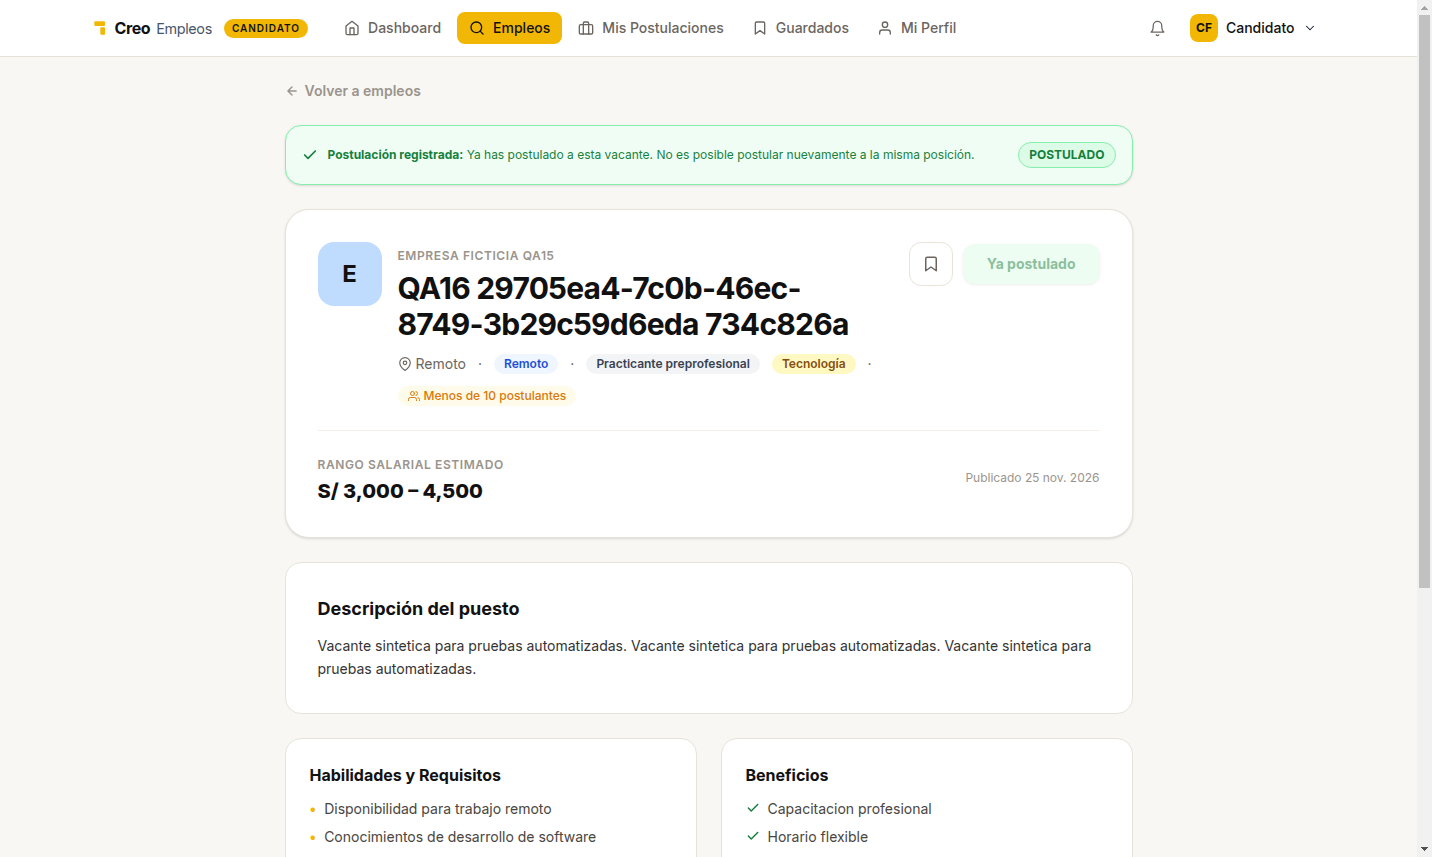 Creo Empleos CANDIDATO Dashboard Empleos Mis Postulaciones Guardados Mi Perfil CF Candidato
Volver a empleos
Postulación registrada: Ya has postulado a esta vacante. No es posible postular nuevamente a la misma posición. POSTULADO
E
EMPRESA FICTICIA QA15
Ya postulado
QA16 29705ea4-7c0b-46ec-
8749-3b29c59d6eda 734c826a
Remoto · Remoto · Practicante preprofesional Tecnología ·
Menos de 10 postulantes
RANGO SALARIAL ESTIMADO
S/ 3,000 – 4,500
Publicado 25 nov. 2026
Descripción del puesto
Vacante sintetica para pruebas automatizadas. Vacante sintetica para pruebas automatizadas. Vacante sintetica para
pruebas automatizadas.
Habilidades y Requisitos
Disponibilidad para trabajo remoto
Conocimientos de desarrollo de software
Beneficios
Capacitacion profesional
Horario flexible